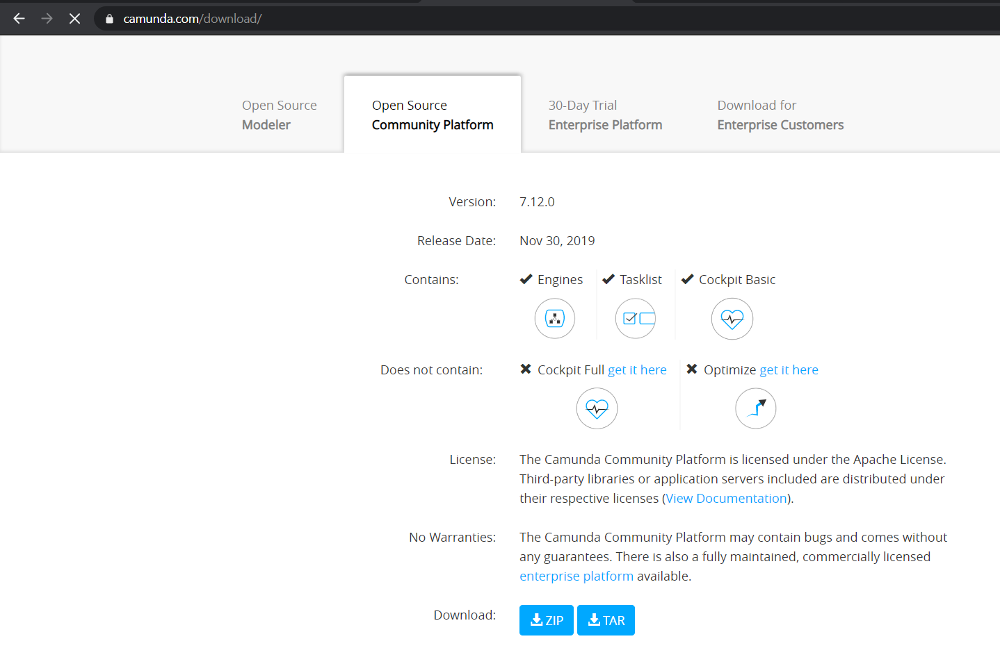 camunda.com/download/
Open Source
Modeler
Open Source
Community Platform
30-Day Trial
Enterprise Platform
Download for
Enterprise Customers
Version: 7.12.0
Release Date: Nov 30, 2019
Contains: Engines Tasklist Cockpit Basic
Does not contain: Cockpit Full get it here Optimize get it here
License: The Camunda Community Platform is licensed under the Apache License.
Third-party libraries or application servers included are distributed under
their respective licenses (View Documentation).
No Warranties: The Camunda Community Platform may contain bugs and comes without
any guarantees. There is also a fully maintained, commercially licensed
enterprise platform available.
Download: ZIP TAR